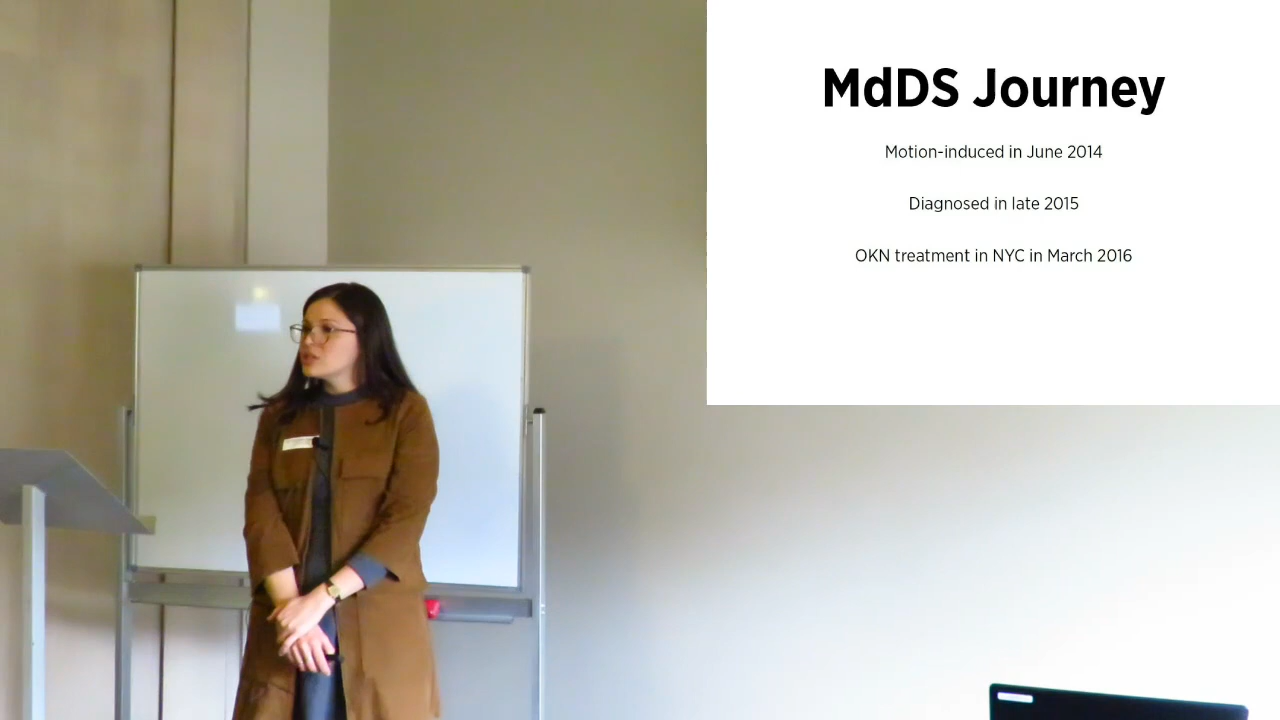 MdDS Journey
Motion-induced in June 2014
Diagnosed in late 2015
OKN treatment in NYC in March 2016